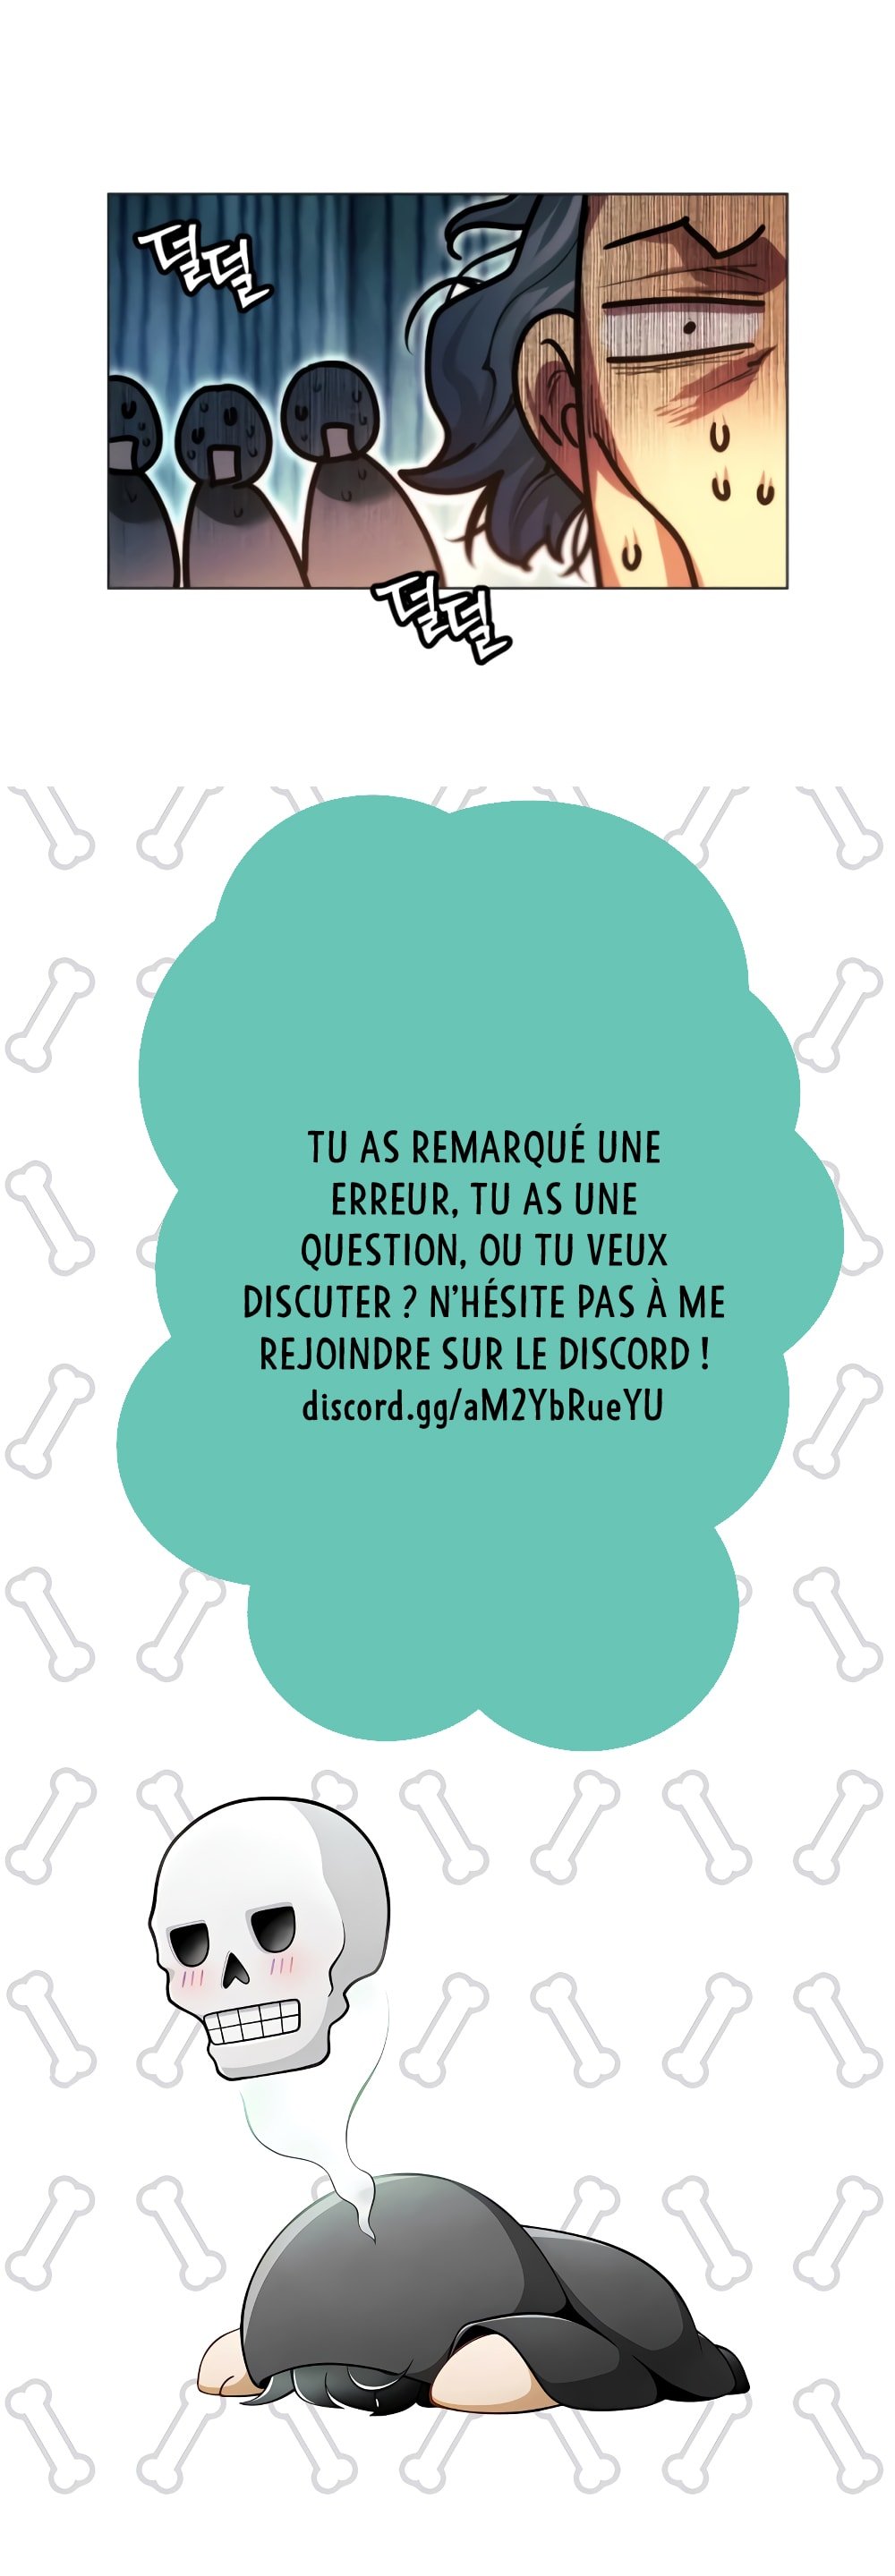 덜덜
덜덜
TU AS REMARQUÉ UNE
ERREUR, TU AS UNE
QUESTION, OU TU VEUX
DISCUTER ? N'HÉSITE PAS À ME
REJOINDRE SUR LE DISCORD !
discord.gg/aM2YbRueYU